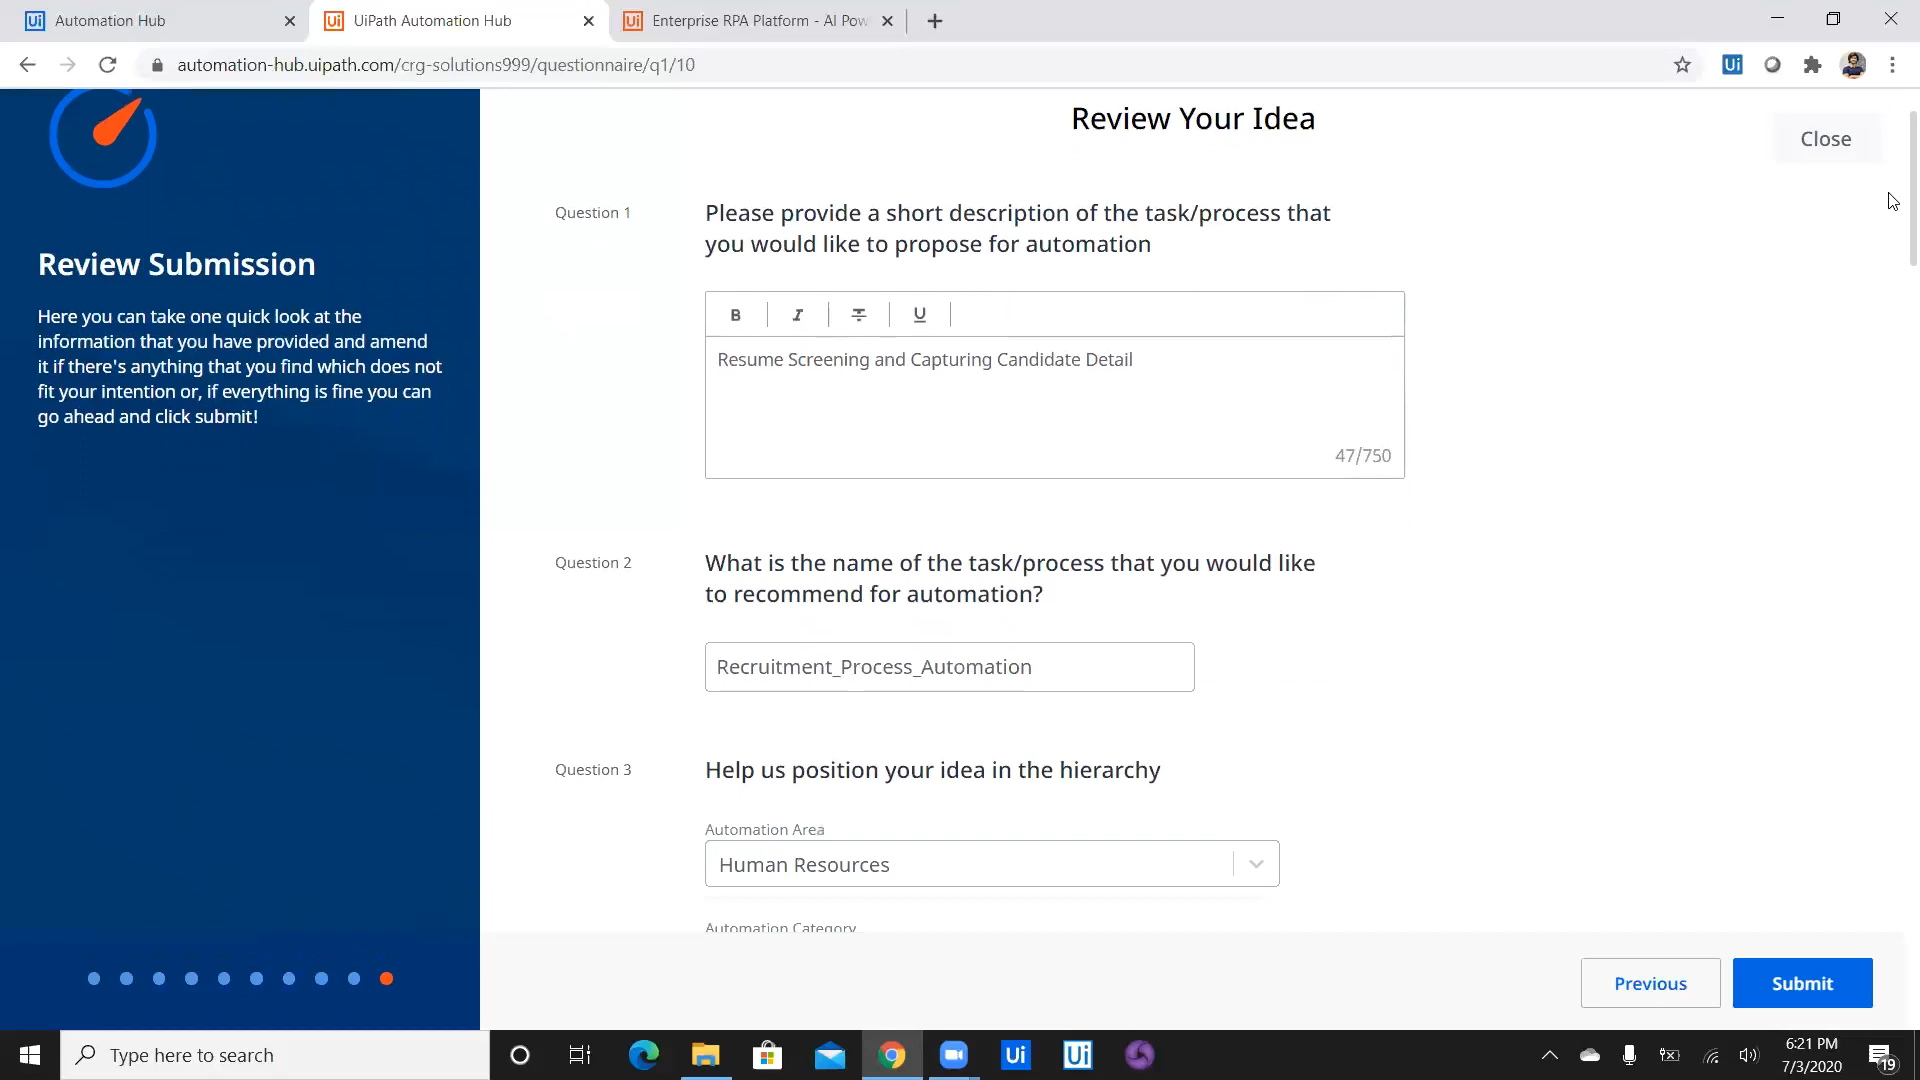 Automation Hub
UiPath Automation Hub
Enterprise RPA Platform - AI Pow
automation-hub.uipath.com/crg-solutions999/questionnaire/q1/10
Ui
Review Submission
Here you can take one quick look at the
information that you have provided and amend
it if there's anything that you find which does not
fit your intention or, if everything is fine you can
go ahead and click submit!
Review Your Idea
Close
Question 1
Please provide a short description of the task/process that
you would like to propose for automation
B I T U
Resume Screening and Capturing Candidate Detail
47/750
Question 2
What is the name of the task/process that you would like
to recommend for automation?
Recruitment_Process_Automation
Question 3
Help us position your idea in the hierarchy
Automation Area
Human Resources
Automation Category
Previous
Submit
Type here to search
Ui
Ui
6:21 PM
7/3/2020
19